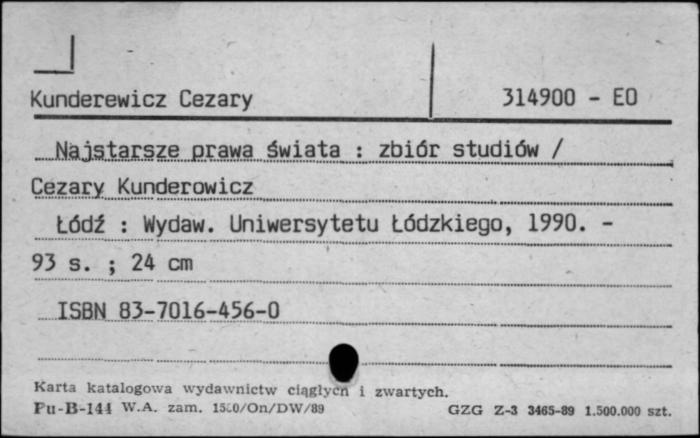 Kunderewicz Cezary 314900 - EO
Najstarsze prawa świata : zbiór studiów /
Cezary Kunderowicz
Łódź : Wydaw. Uniwersytetu Łódzkiego, 1990. -
93 s. ; 24 cm
ISBN 83-7016-456-0
Karta katalogowa wydawnictw ciągłych i zwartych.
Pu-B-144 W.A. zam. /On/DW/89 GZG Z-3 3465-89 1.500.000 szt.